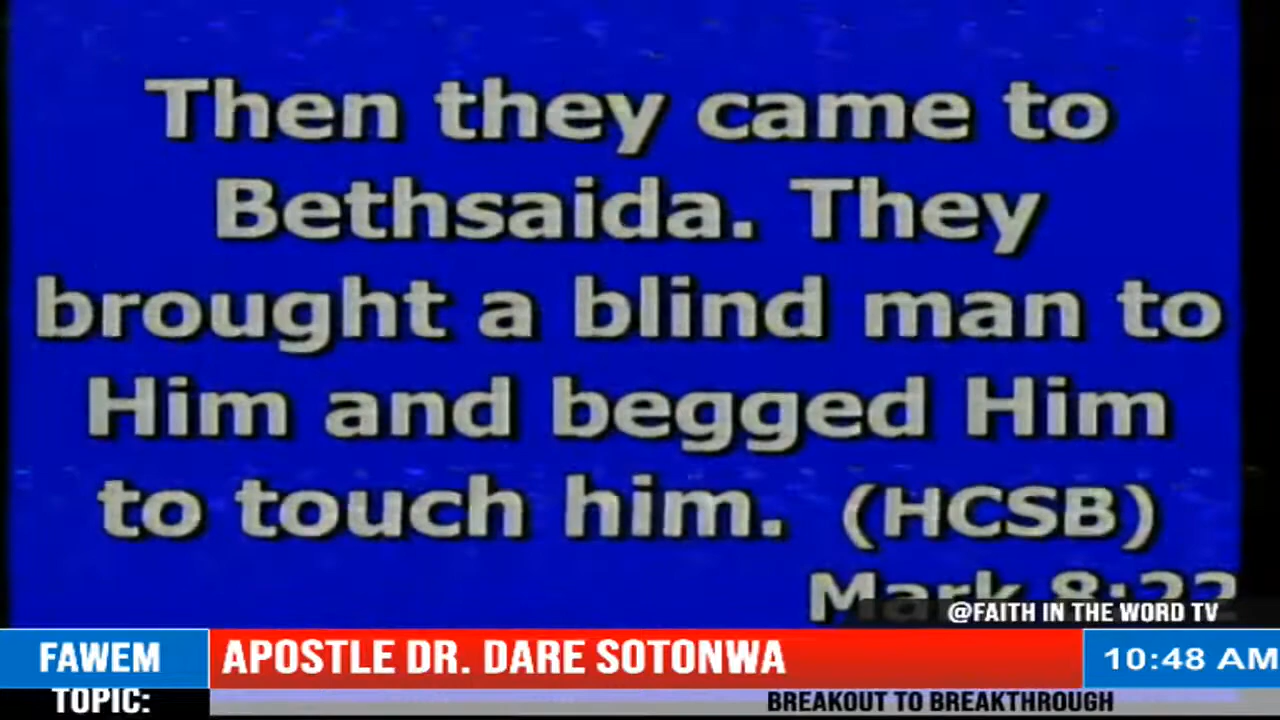 Then they came to
Bethsaida. They
brought a blind man to
Him and begged Him
to touch him. (HCSB)
Mark 8:22
@FAITH IN THE WORD TV
FAWEM
APOSTLE DR. DARE SOTONWA
10:48 AM
TOPIC:
BREAKOUT TO BREAKTHROUGH